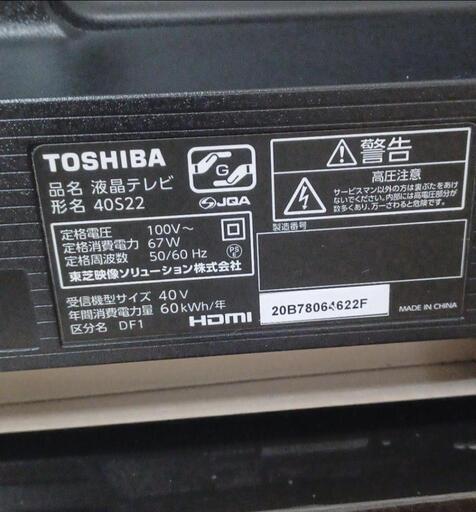 TOSHIBA
品名 液晶テレビ
形名 40S22
G
JQA
定格電圧 100V~
定格消費電力 67W
定格周波数 50/60 Hz
PS
E
東芝映像ソリューション株式会社
受信機型サイズ 40V
年間消費電力量 60kWh/年
区分名 DF1
HDMI
警告
高圧注意
サービスマン以外の方は裏ぶたをあけ
ないでください。内部には高電圧部分が
数多くあり、万一さわると危険です。
製造番号
20B78064622F
MADE IN CHINA